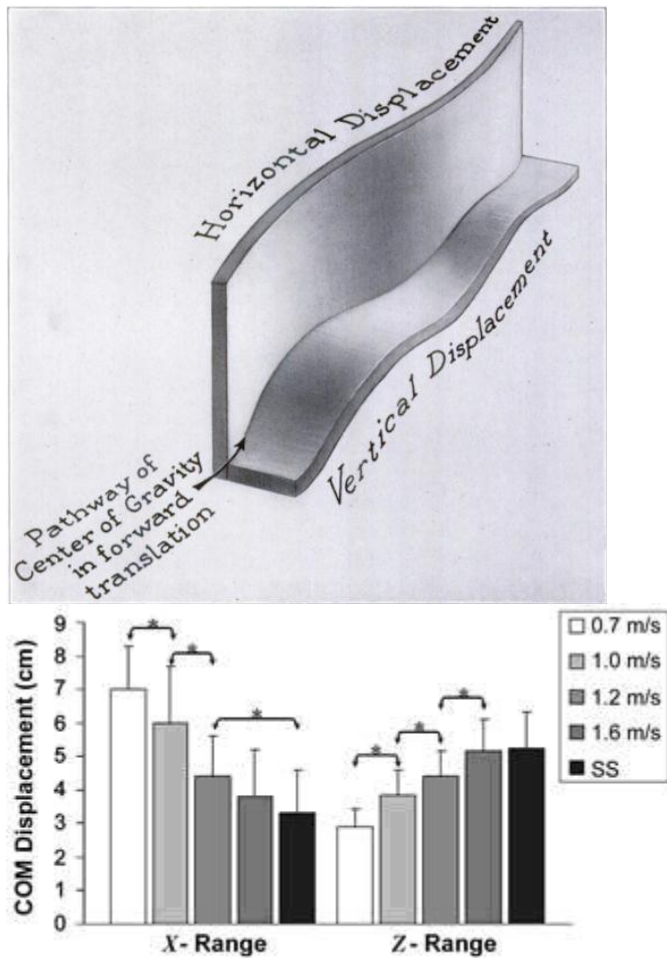 Horizontal Displacement
Vertical Displacement
Pathway of
Center of Gravity
in forward
translation
COM Displacement (cm)
9
8
7
6
5
4
3
2
1
0
* * * * * *
X- Range
Z- Range
0.7 m/s
1.0 m/s
1.2 m/s
1.6 m/s
SS